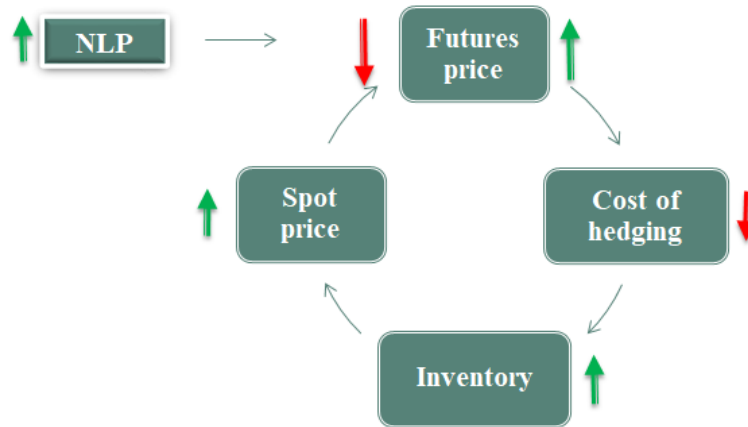 NLP
Futures
price
Spot
price
Cost of
hedging
Inventory